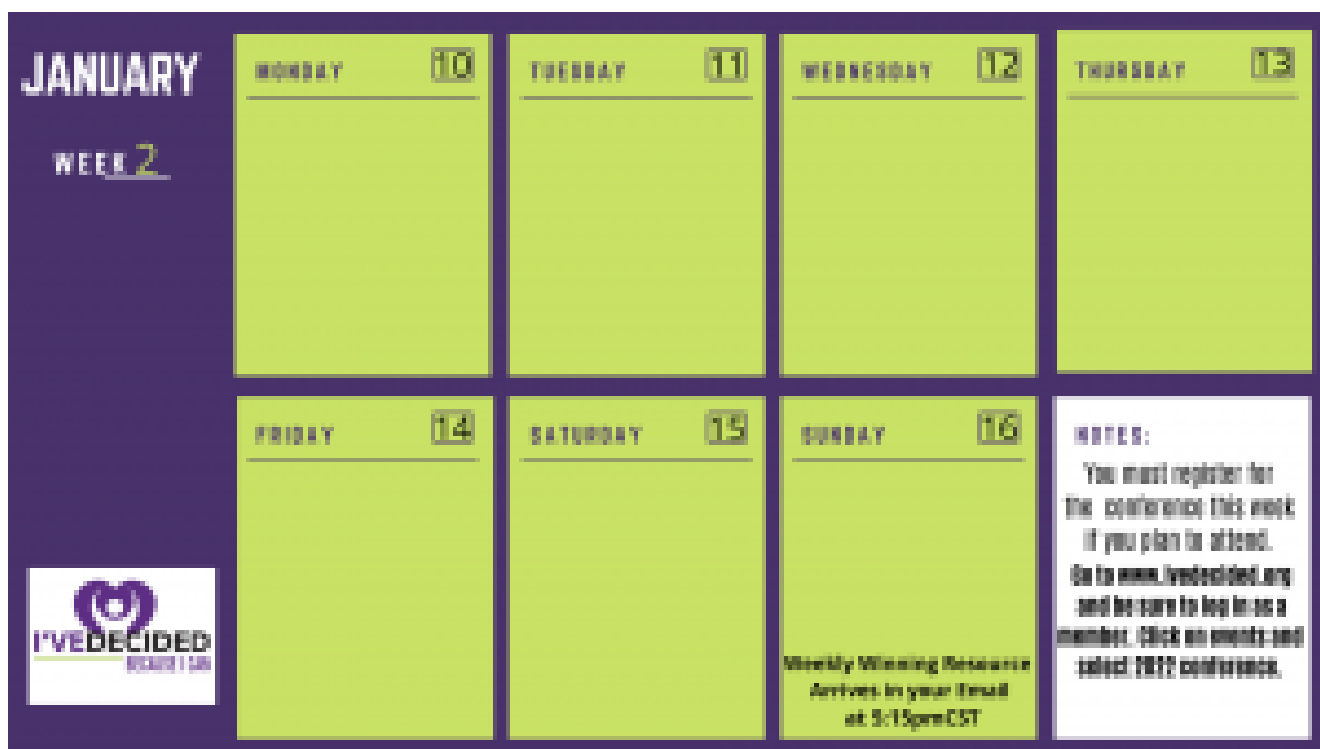 JANUARY
WEEK 2
MONDAY 10
TUESDAY 11
WEDNESDAY 12
THURSDAY 13
FRIDAY 14
SATURDAY 15
SUNDAY 16
Weekly Winning Resource
Arrives in your Email
at 5:15pmCST
NOTES:
You must register for
the conference this week
if you plan to attend.
Go to www.ivedecided.org
and be sure to log in as a
member. Click on events and
select 2022 conference.
I'VEDECIDED
BECAUSE I CAN